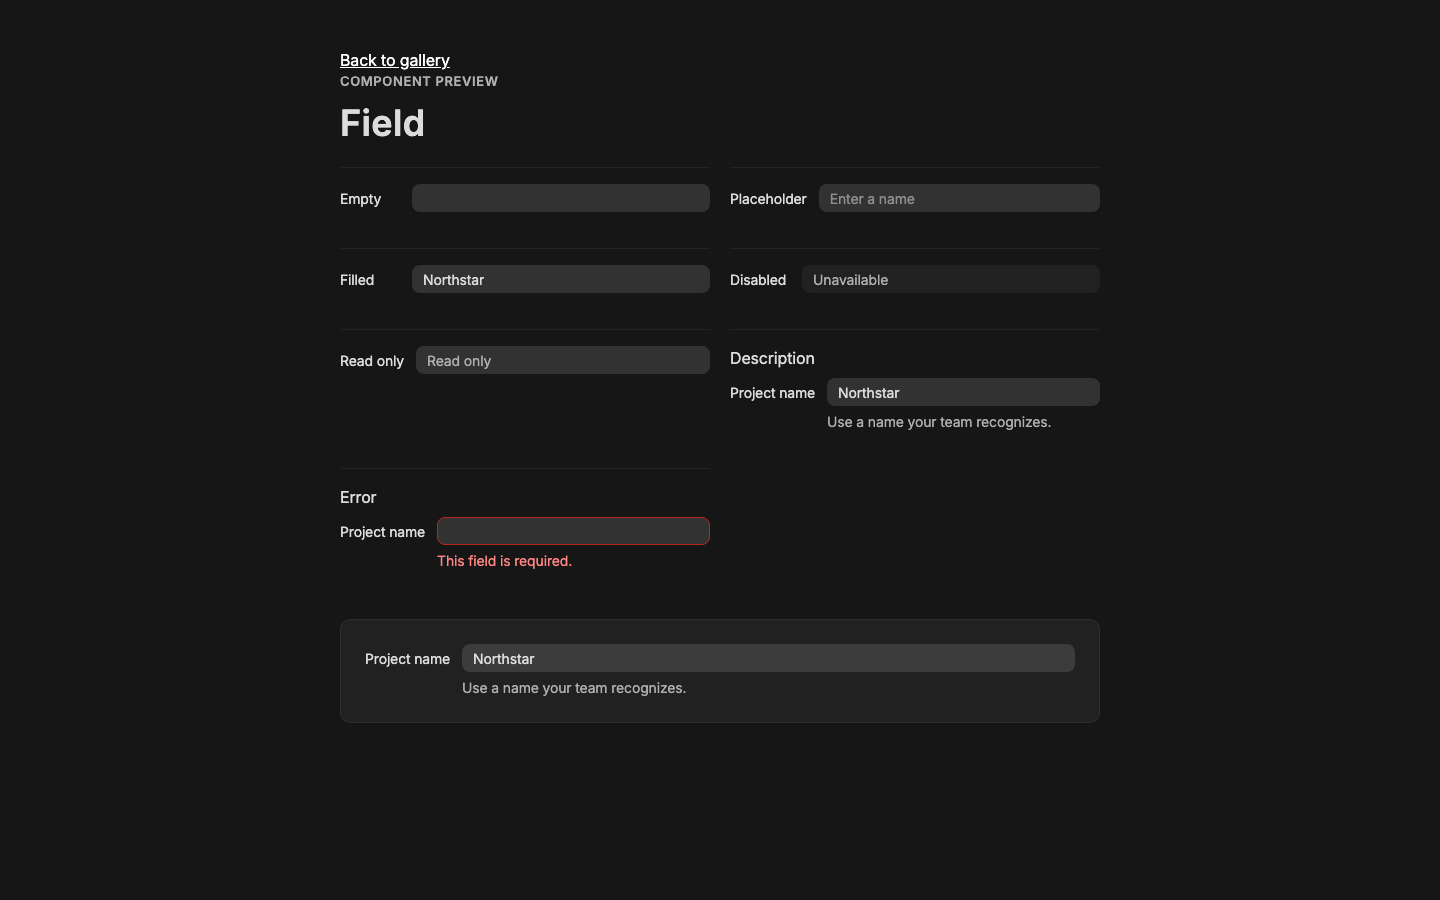 Back to gallery
COMPONENT PREVIEW
Field
Empty
Placeholder Enter a name
Filled Northstar
Disabled Unavailable
Read only Read only
Description
Project name Northstar
Use a name your team recognizes.
Error
Project name
This field is required.
Project name Northstar
Use a name your team recognizes.